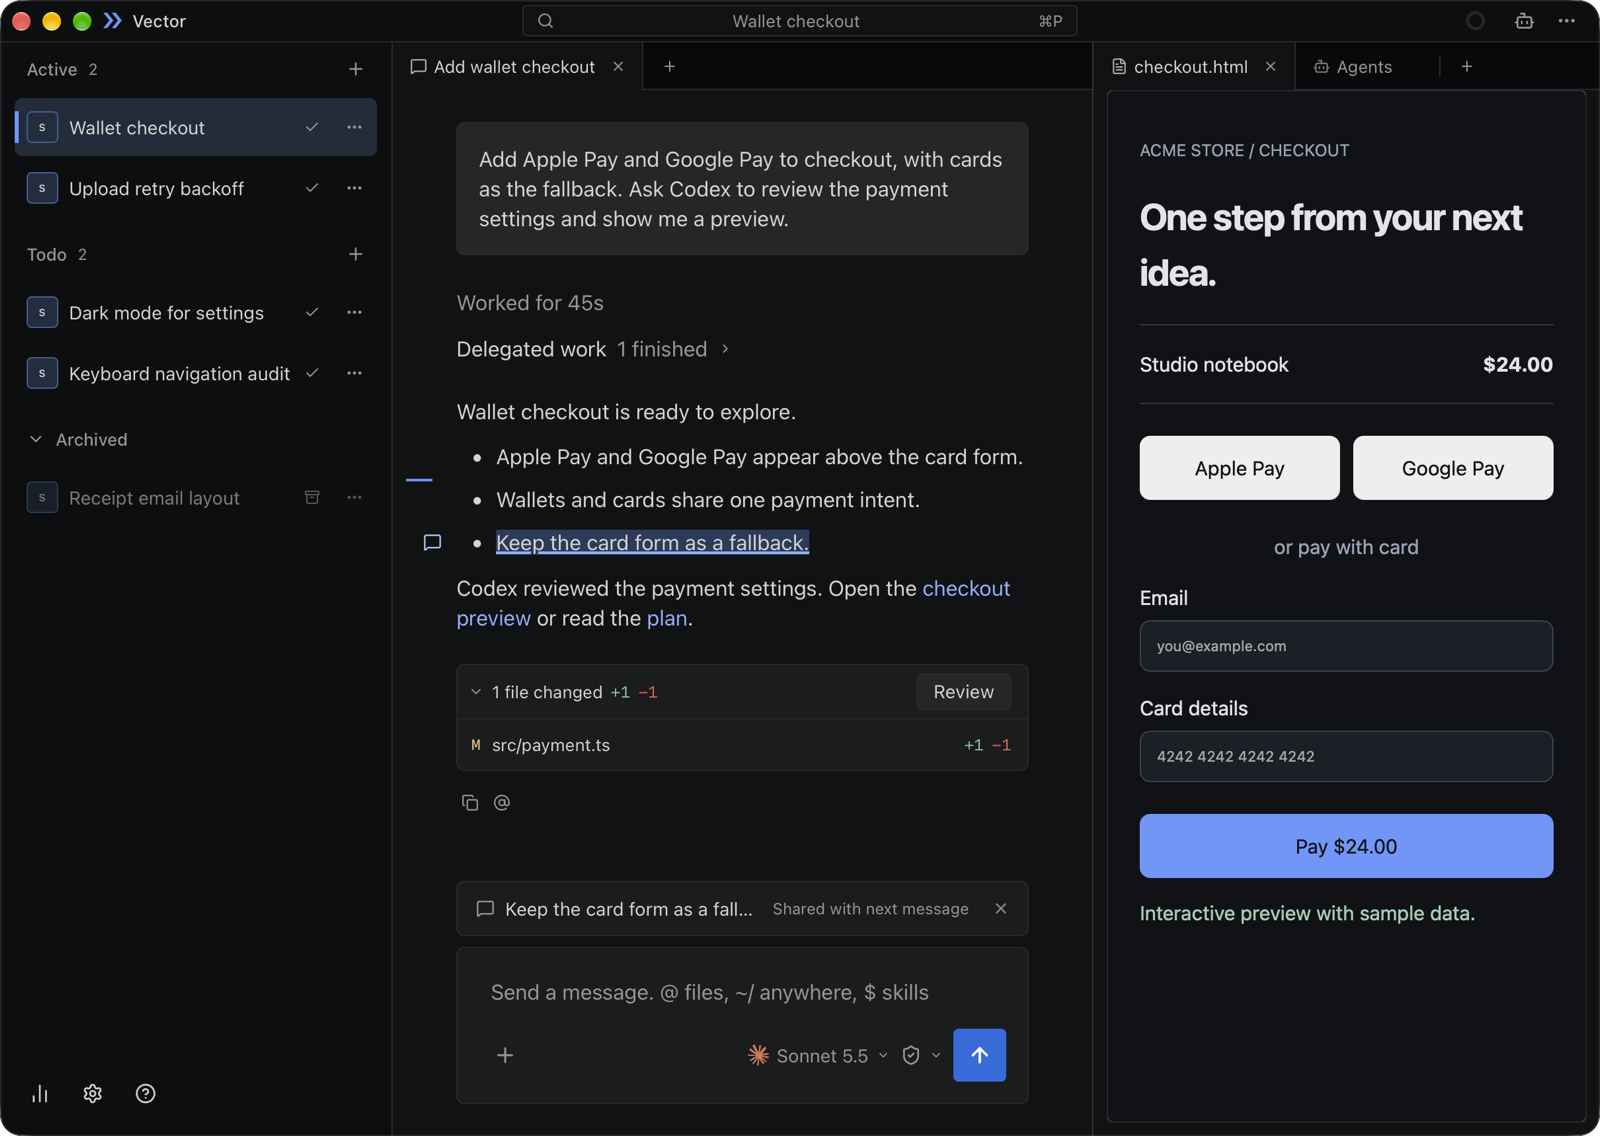 Vector
Wallet checkout
⌘P
Active 2
S Wallet checkout
S Upload retry backoff
Todo 2
S Dark mode for settings
S Keyboard navigation audit
Archived
S Receipt email layout
Add wallet checkout
Add Apple Pay and Google Pay to checkout, with cards
as the fallback. Ask Codex to review the payment
settings and show me a preview.
Worked for 45s
Delegated work 1 finished
Wallet checkout is ready to explore.
• Apple Pay and Google Pay appear above the card form.
• Wallets and cards share one payment intent.
• Keep the card form as a fallback.
Codex reviewed the payment settings. Open the checkout
preview or read the plan.
1 file changed +1 −1
Review
M src/payment.ts +1 −1
Keep the card form as a fall... Shared with next message
Send a message. @ files, ~/ anywhere, $ skills
Sonnet 5.5
checkout.html
Agents
ACME STORE / CHECKOUT
One step from your next
idea.
Studio notebook $24.00
Apple Pay
Google Pay
or pay with card
Email
you@example.com
Card details
4242 4242 4242 4242
Pay $24.00
Interactive preview with sample data.